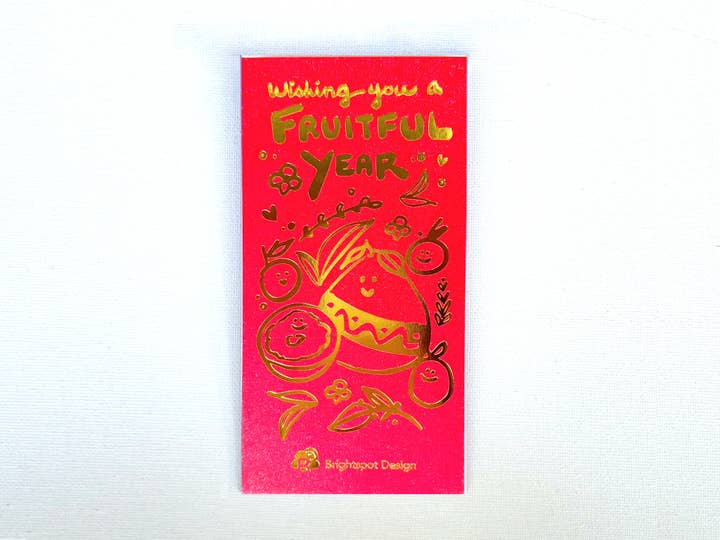 Wishing you a
FRUITFUL
YEAR
Brightspot Design